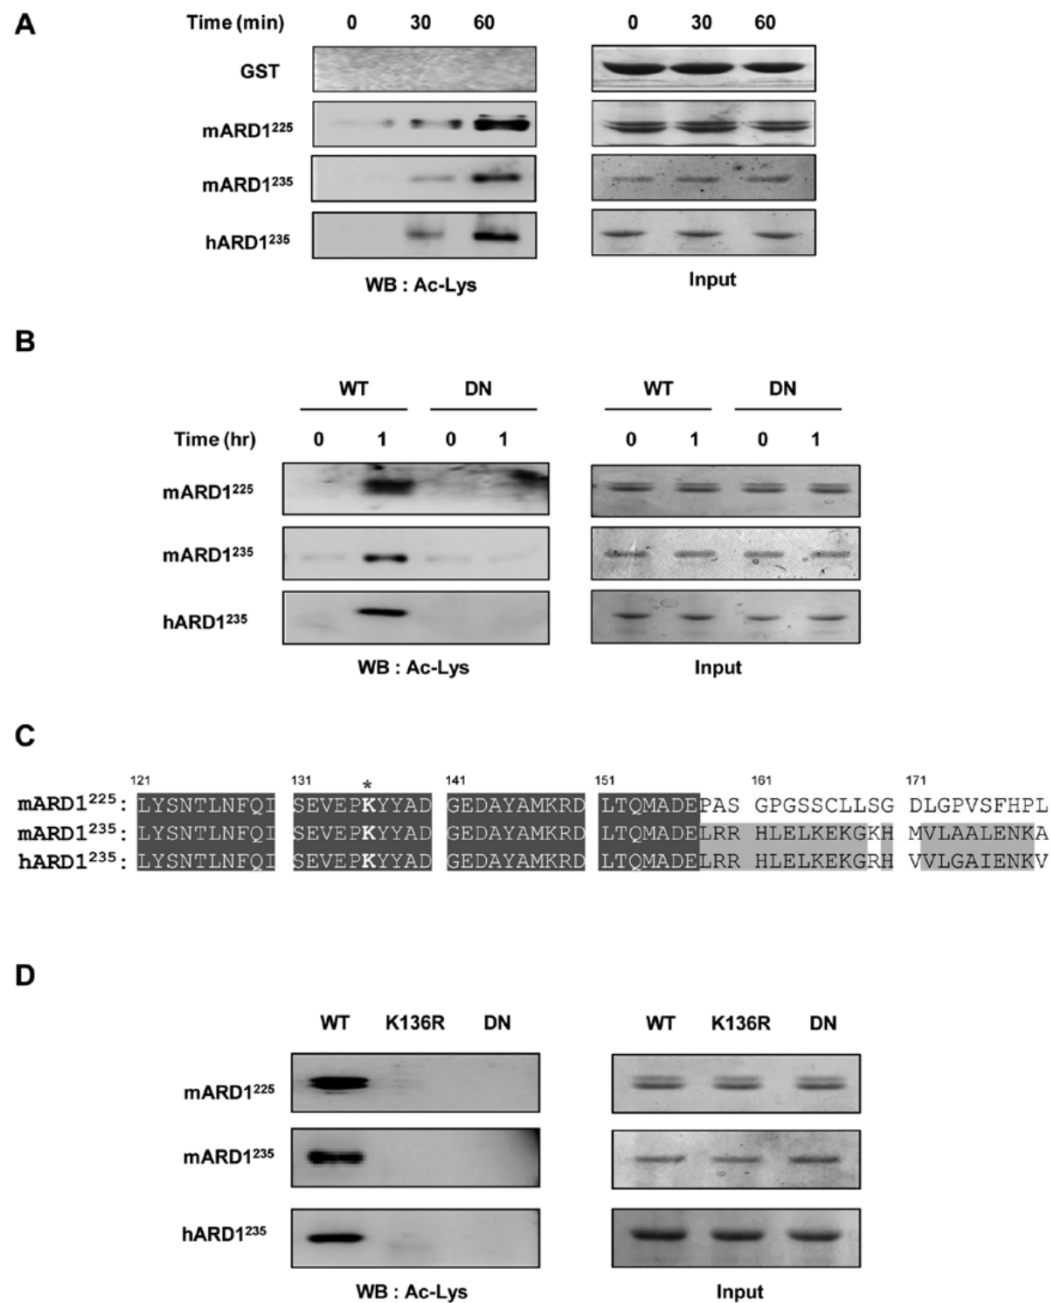 A
Time (min) 0 30 60 0 30 60
GST
mARD1²²⁵
mARD1²³⁵
hARD1²³⁵
WB : Ac-Lys Input
B
WT DN WT DN
Time (hr) 0 1 0 1 0 1 0 1
mARD1²²⁵
mARD1²³⁵
hARD1²³⁵
WB : Ac-Lys Input
C
121 131 * 141 151 161 171
mARD1²²⁵: LYSNTLNFQI SEVEPKYYAD GEDAYAMKRD LTQMADEPAS GPGSSCLLSG DLGPVSFHPL
mARD1²³⁵: LYSNTLNFQI SEVEPKYYAD GEDAYAMKRD LTQMADELRR HLELKEKGKH MVLAALENKA
hARD1²³⁵: LYSNTLNFQI SEVEPKYYAD GEDAYAMKRD LTQMADELRR HLELKEKGRH VVLGAIENKV
D
WT K136R DN WT K136R DN
mARD1²²⁵
mARD1²³⁵
hARD1²³⁵
WB : Ac-Lys Input